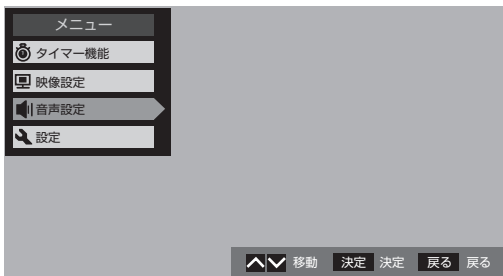 メニュー
タイマー機能
映像設定
音声設定
設定
移動 決定 決定 戻る 戻る